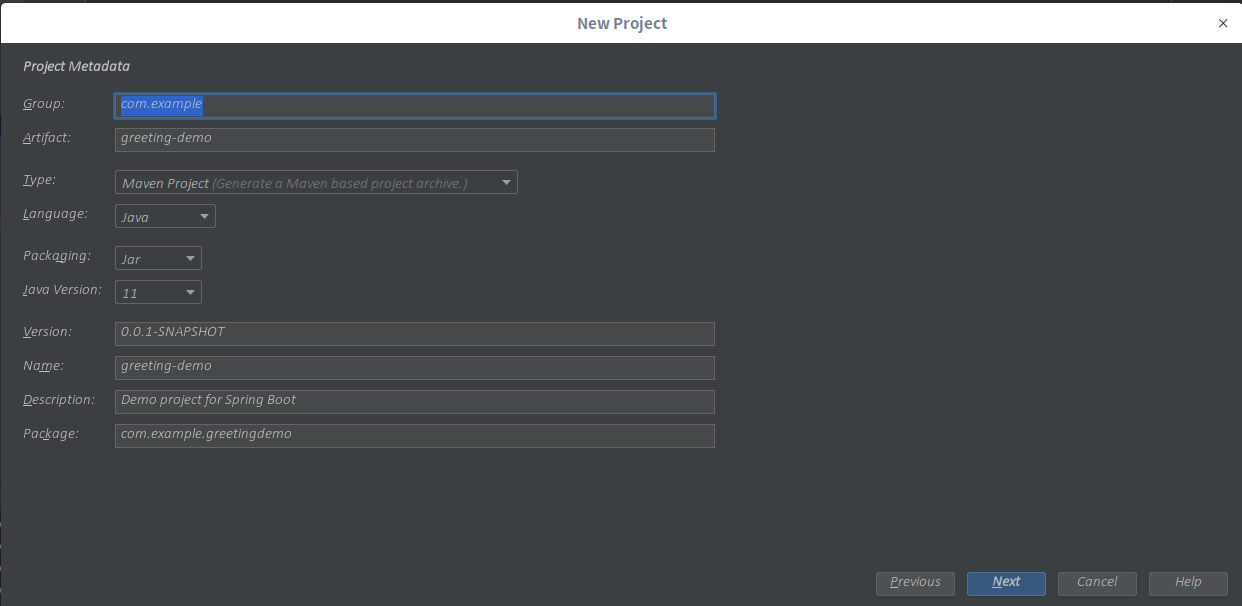 New Project
Project Metadata
Group: com.example
Artifact: greeting-demo
Type: Maven Project (Generate a Maven based project archive.)
Language: Java
Packaging: Jar
Java Version: 11
Version: 0.0.1-SNAPSHOT
Name: greeting-demo
Description: Demo project for Spring Boot
Package: com.example.greetingdemo
Previous Next Cancel Help